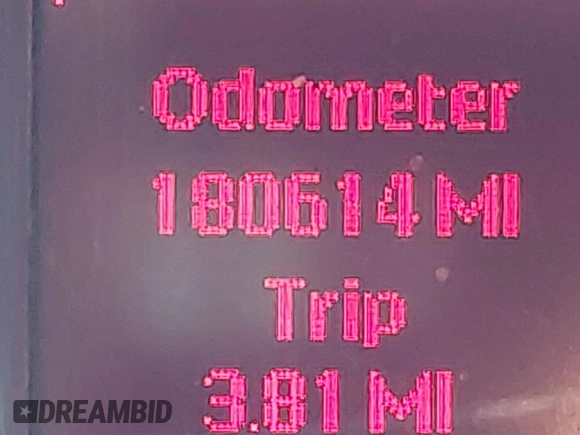 Odometer
180614 MI
Trip
3.81 MI
DREAMBID